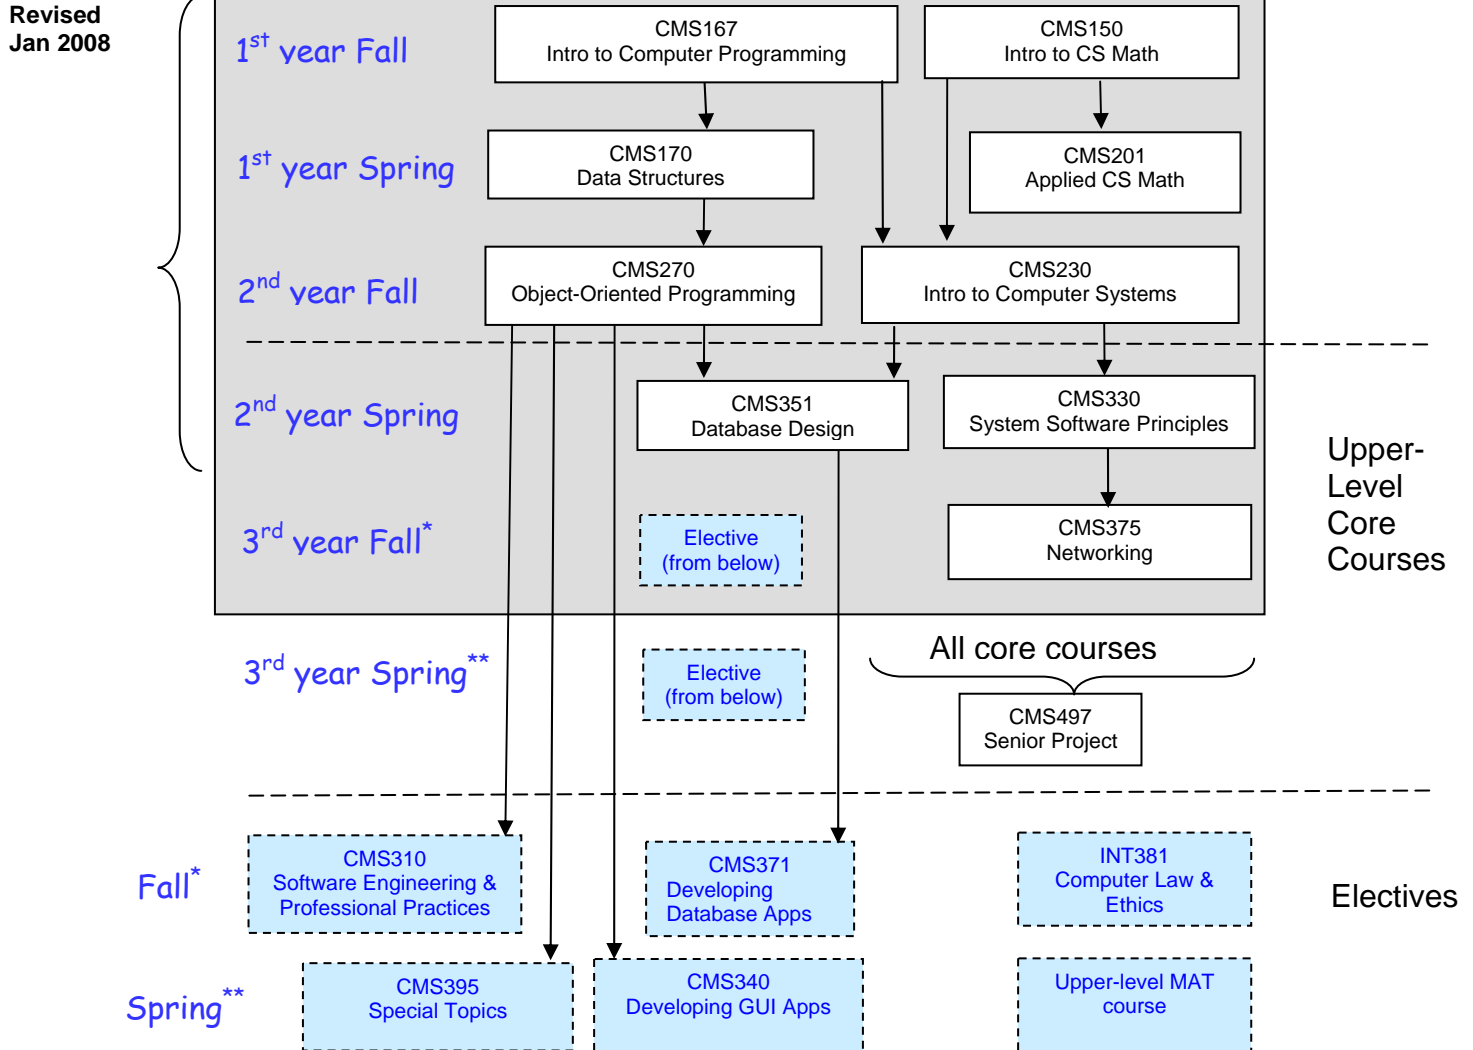 Revised
Jan 2008
1st year Fall
CMS167
Intro to Computer Programming
CMS150
Intro to CS Math
1st year Spring
CMS170
Data Structures
CMS201
Applied CS Math
2nd year Fall
CMS270
Object-Oriented Programming
CMS230
Intro to Computer Systems
2nd year Spring
CMS351
Database Design
CMS330
System Software Principles
Upper-
Level
Core
Courses
3rd year Fall*
Elective
(from below)
CMS375
Networking
3rd year Spring**
Elective
(from below)
All core courses
CMS497
Senior Project
Fall*
CMS310
Software Engineering &
Professional Practices
CMS371
Developing
Database Apps
INT381
Computer Law &
Ethics
Electives
Spring**
CMS395
Special Topics
CMS340
Developing GUI Apps
Upper-level MAT
course